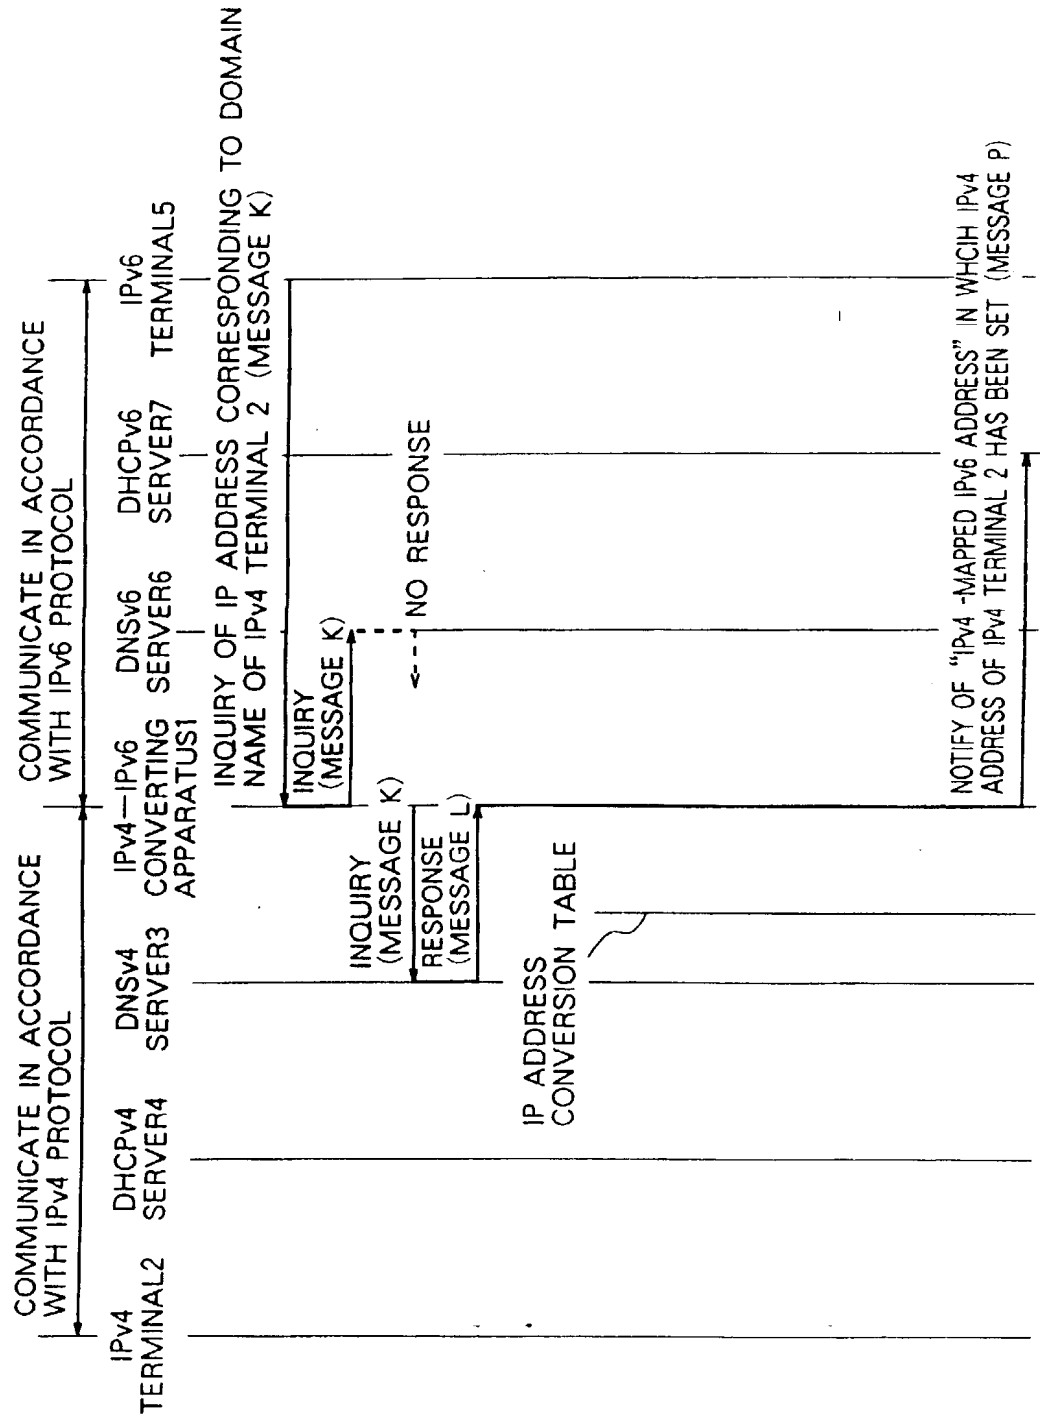 COMMUNICATE IN ACCORDANCE
WITH IPv4 PROTOCOL
COMMUNICATE IN ACCORDANCE
WITH IPv6 PROTOCOL
IPv4
TERMINAL2
DHCPv4
SERVER4
DNSv4
SERVER3
IPv4—IPv6
CONVERTING
APPARATUS1
DNSv6
SERVER6
DHCPv6
SERVER7
IPv6
TERMINAL5
INQUIRY OF IP ADDRESS CORRESPONDING TO DOMAIN
NAME OF IPv4 TERMINAL 2 (MESSAGE K)
INQUIRY
(MESSAGE K)
NO RESPONSE
INQUIRY
(MESSAGE K)
RESPONSE
(MESSAGE L)
IP ADDRESS
CONVERSION TABLE
NOTIFY OF "IPv4 -MAPPED IPv6 ADDRESS" IN WHCIH IPv4
ADDRESS OF IPv4 TERMINAL 2 HAS BEEN SET (MESSAGE P)